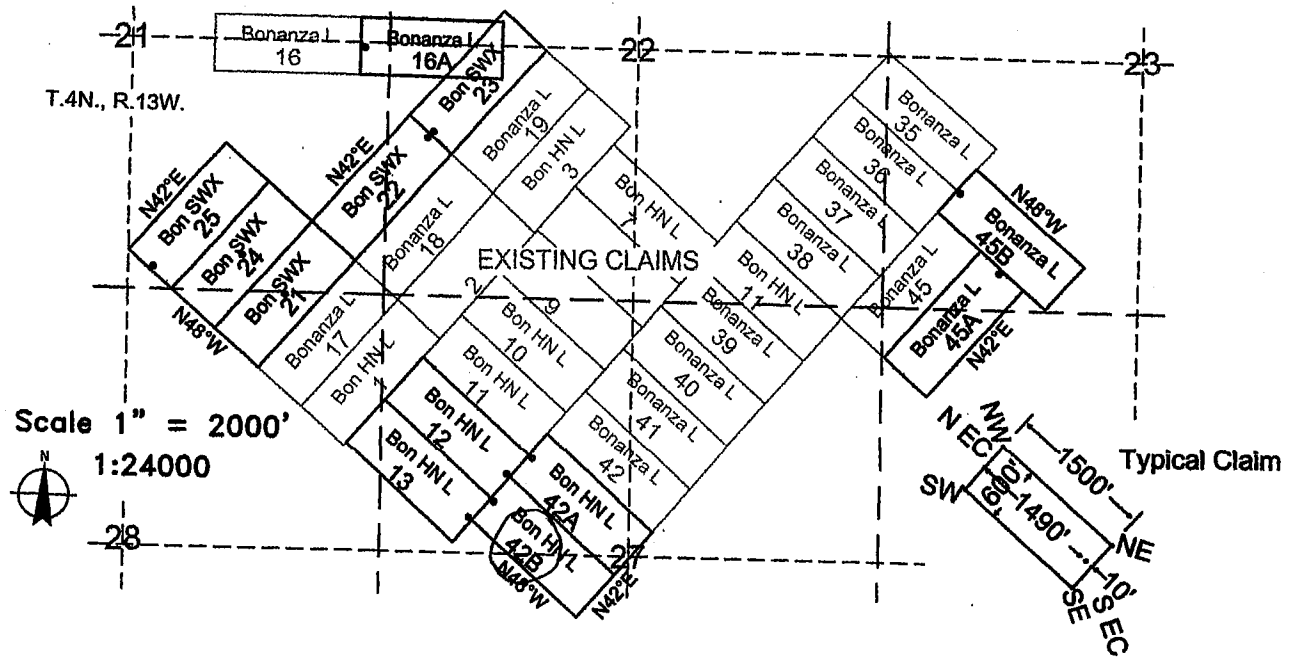 21
22
23
T.4N., R.13W.
Bonanza L
16
Bonanza L
16A
N42°E
Bon SWX
25
Bon SWX
24
Bon SWX
21
N48°W
N42°E
Bon SWX
22
Bon SWX
23
Bonanza L
19
Bon HN L
3
Bonanza L
18
Bonanza L
17
Bon HN L
1
2
EXISTING CLAIMS
Bon HN L
7
9
Bon HN L
10
Bon HN L
11
Bon HN L
12
Bon HN L
13
Bonanza L
35
Bonanza L
36
Bonanza L
37
Bonanza L
38
Bon HN L
11
Bonanza L
39
Bonanza L
40
Bonanza L
41
Bonanza L
42
Bon HN L
42A
Bon HN L
42B
N48°W
N42°E
Bonanza L
45
Bonanza L
45A
N42°E
Bonanza L
45B
N48°W
Scale 1" = 2000'
1:24000
N
28
27
Typical Claim
N EC
NW
SW
NE
SE
S EC
1500'
600'
1490'
10'